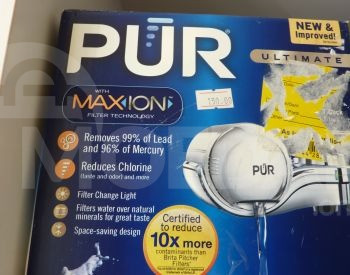 PUR
NEW &
Improved!
ULTIMATE
WITH
MAXION
FILTER TECHNOLOGY
150.00
Removes 99% of Lead
and 96% of Mercury
Reduces Chlorine
(taste and odor) and more
Filter Change Light
Filters water over natural
minerals for great taste
Space-saving design
PUR
Certified
to reduce
10x more
contaminants than
Brita Pitcher
Filters*